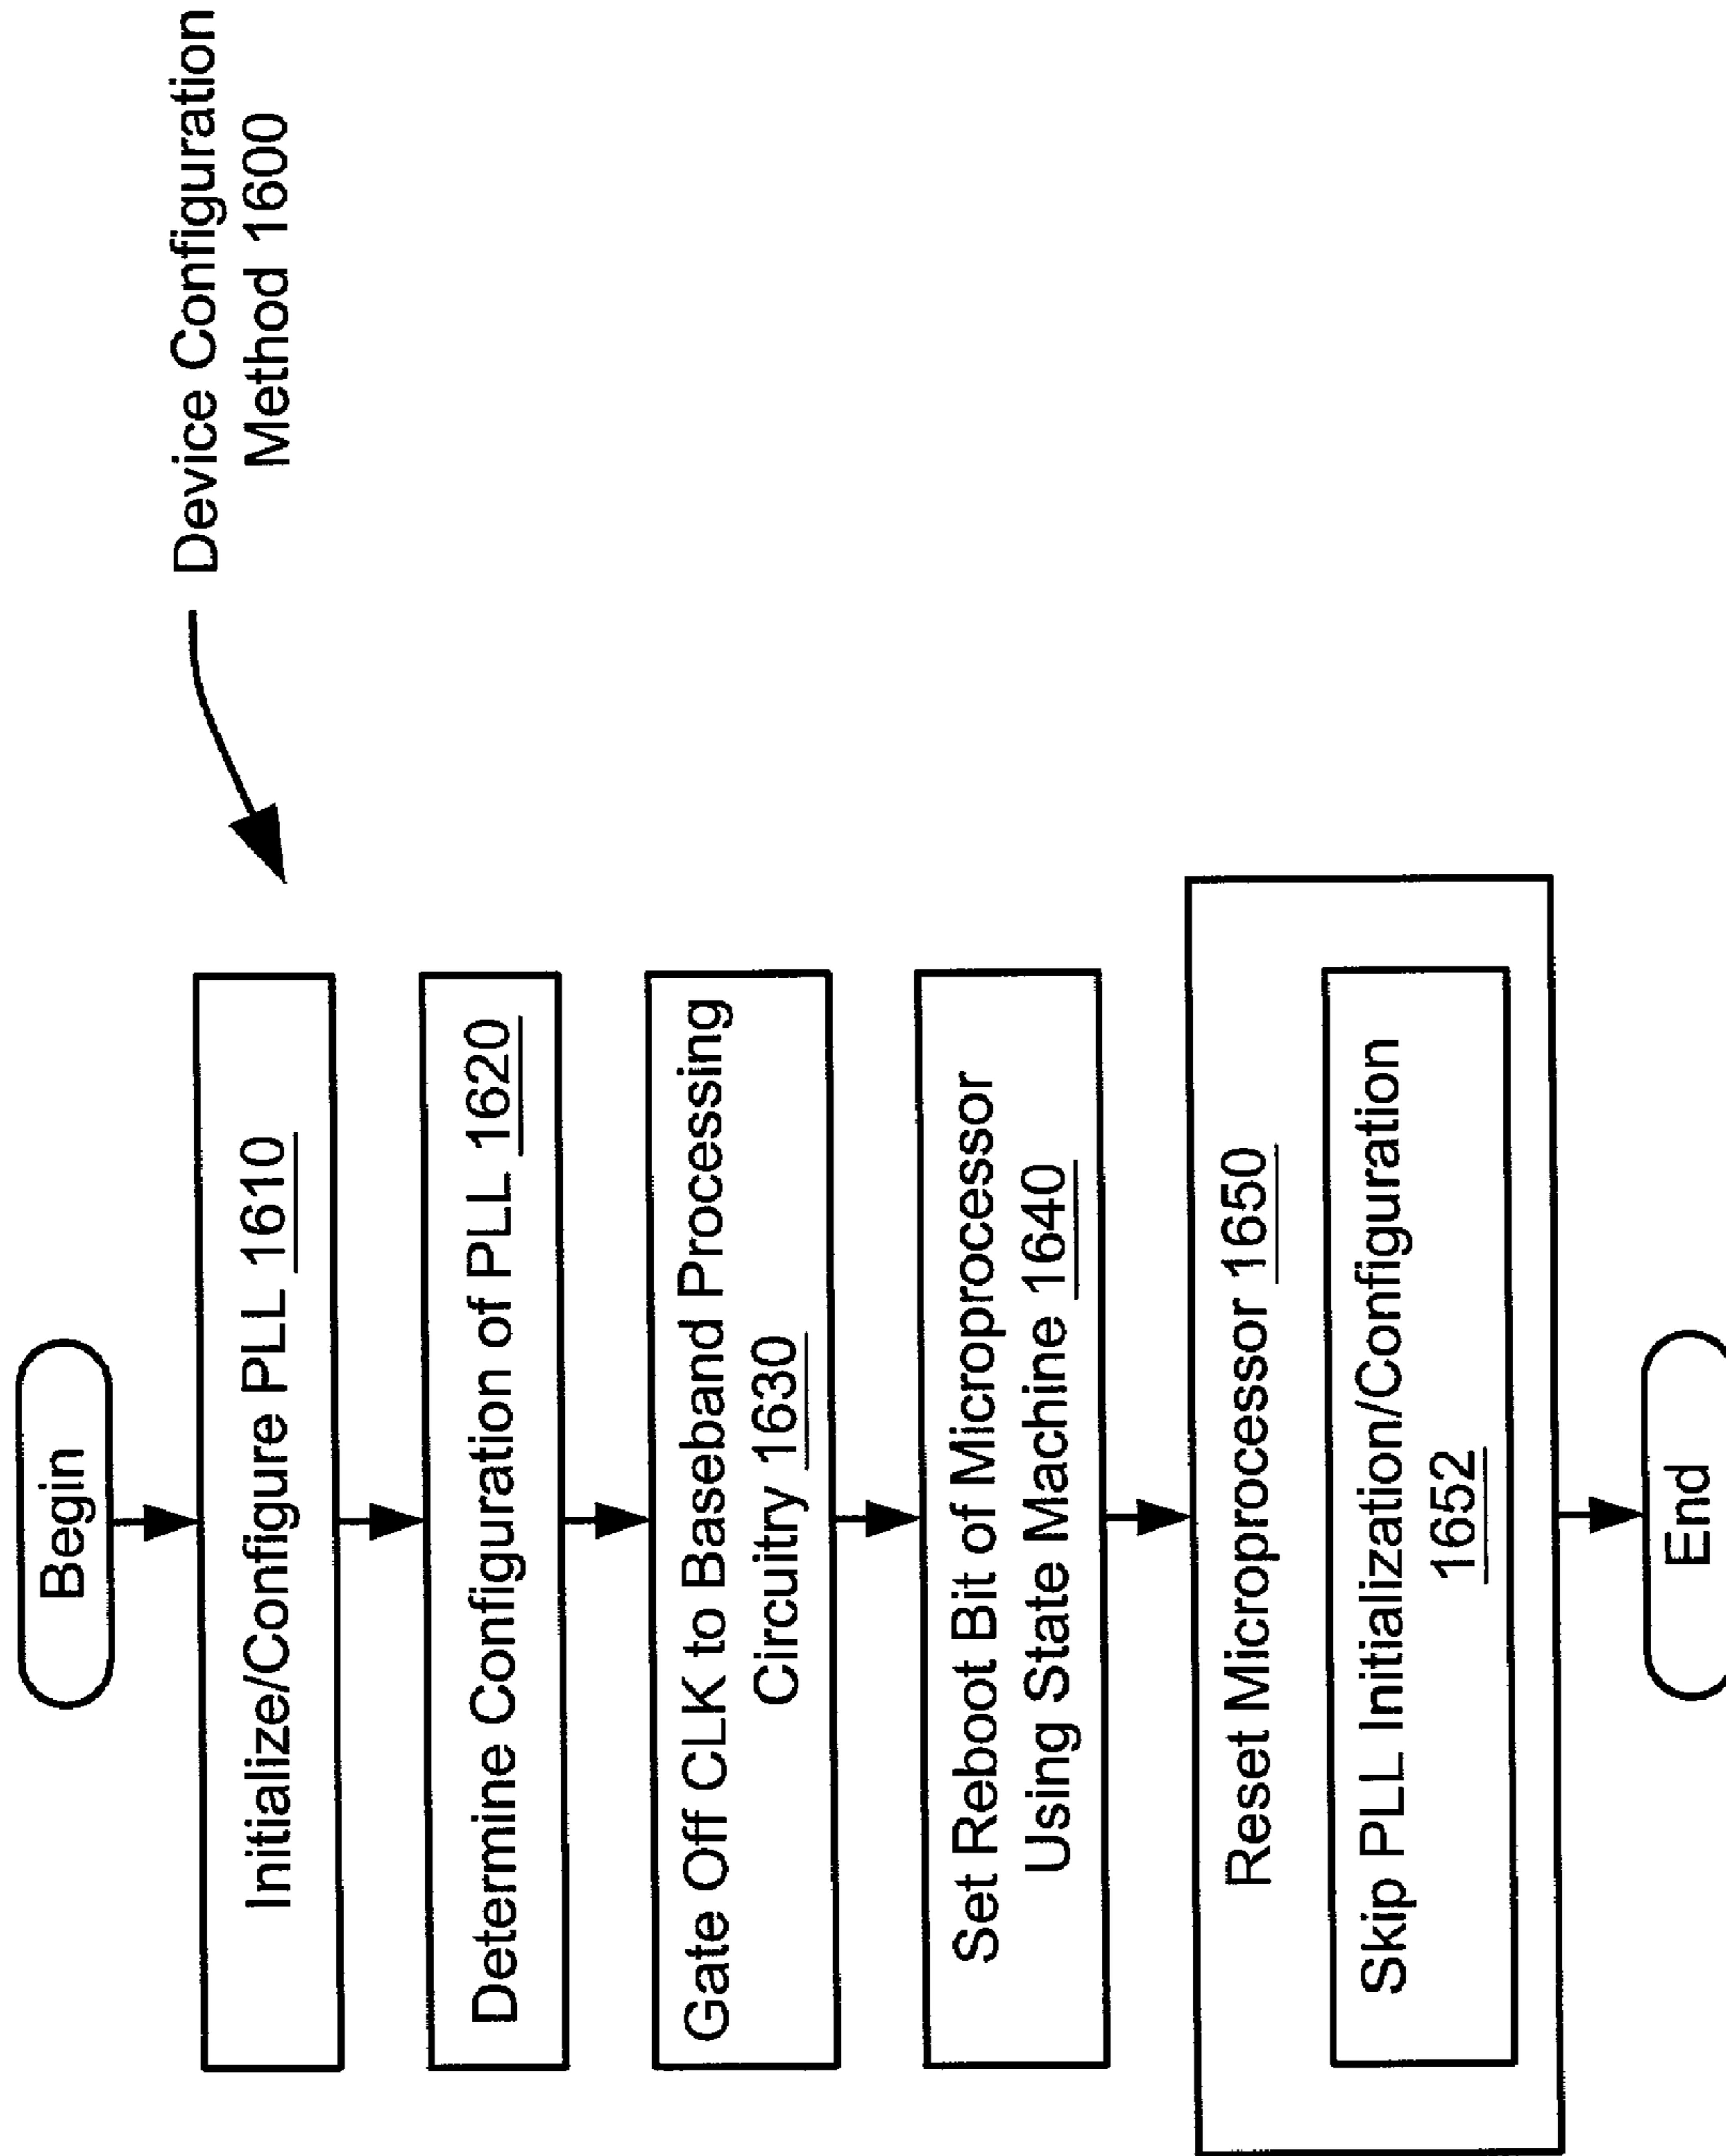 Device Configuration
Method 1600
Begin
Initialize/Configure PLL 1610
Determine Configuration of PLL 1620
Gate Off CLK to Baseband Processing
Circuitry 1630
Set Reboot Bit of Microprocessor
Using State Machine 1640
Reset Microprocessor 1650
Skip PLL Initialization/Configuration
1652
End